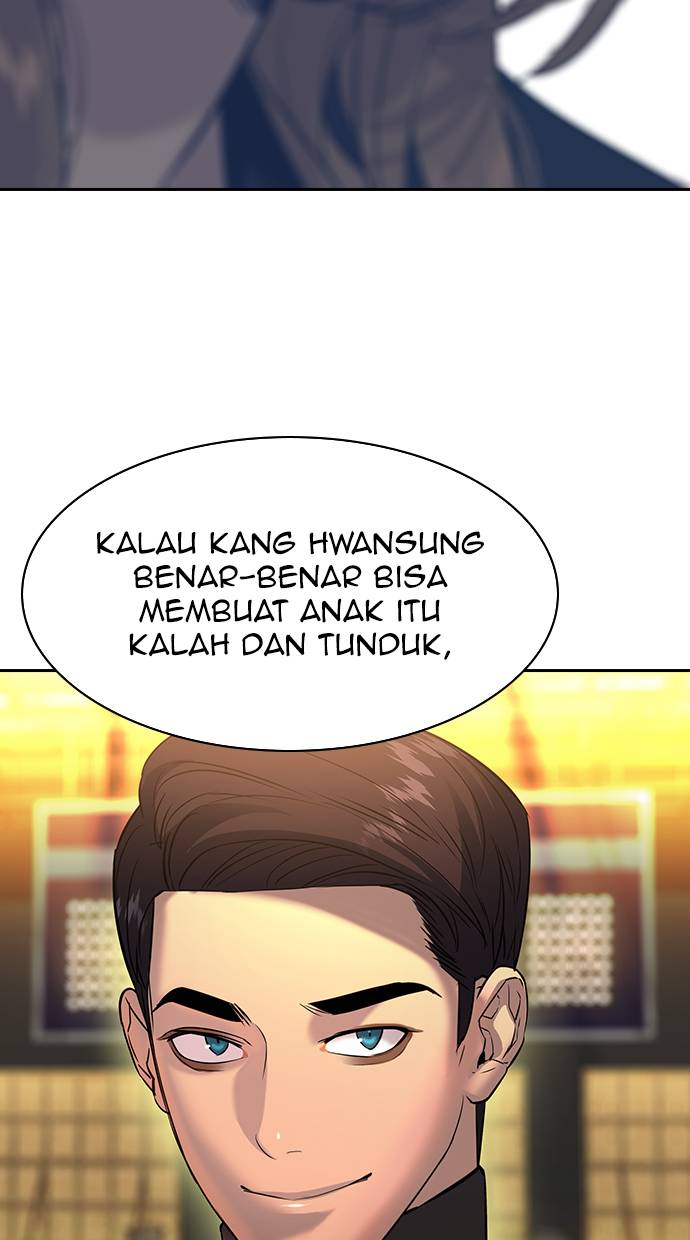 KALAU KANG HWANSUNG
BENAR-BENAR BISA
MEMBUAT ANAK ITU
KALAH DAN TUNDUK,